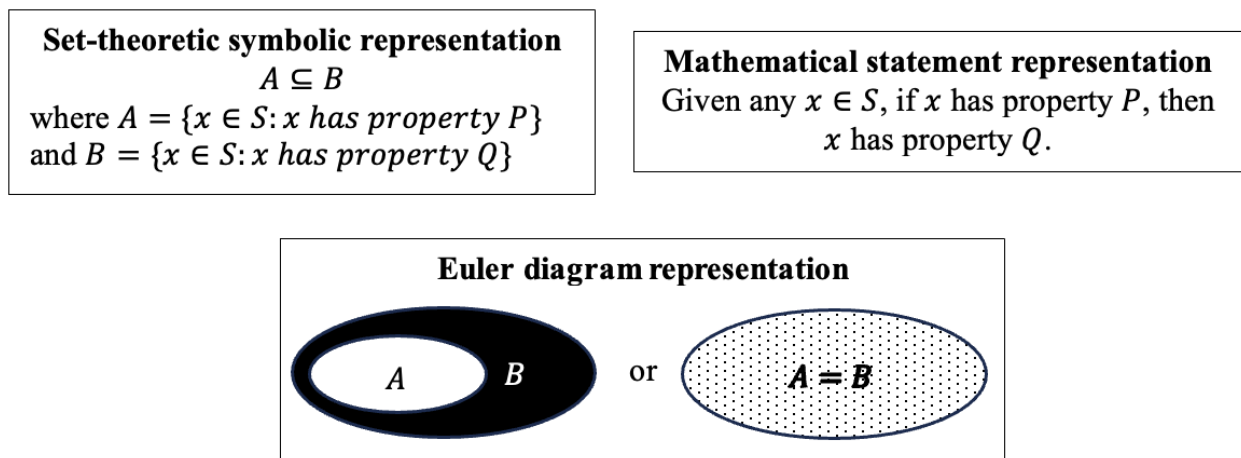 Set-theoretic symbolic representation
A ⊆ B
where A = {x ∈ S: x has property P}
and B = {x ∈ S: x has property Q}
Mathematical statement representation
Given any x ∈ S, if x has property P, then
x has property Q.
Euler diagram representation
A B or A = B